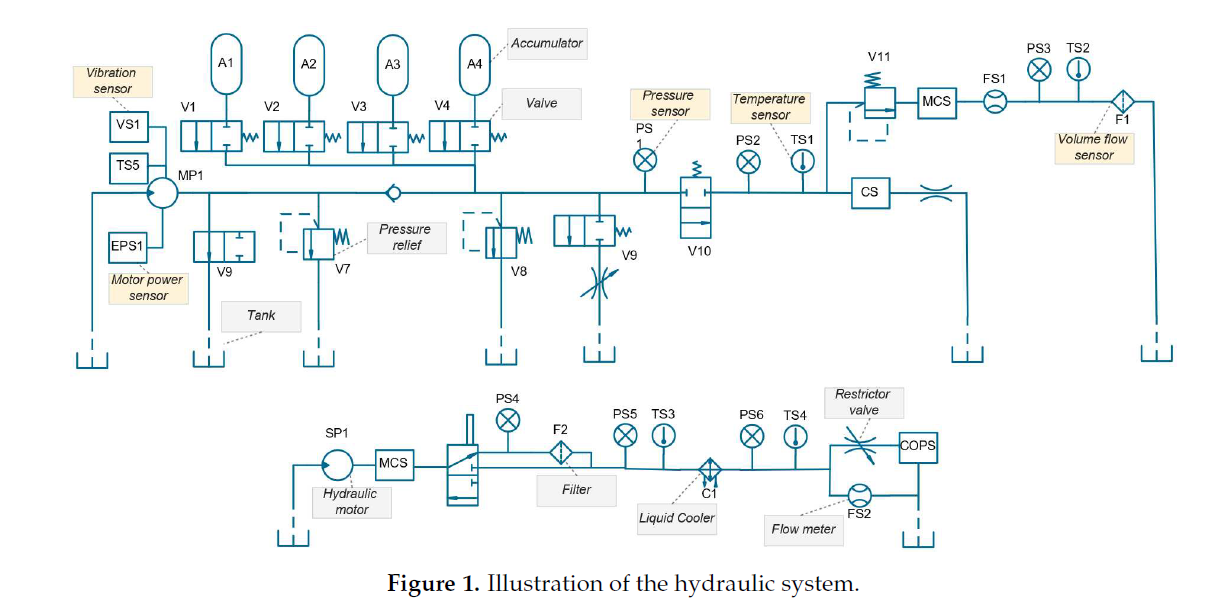 A1
A2
A3
A4
Accumulator
Vibration
sensor
V1
V2
V3
V4
Valve
VS1
TS5
MP1
EPS1
Motor power
sensor
V9
Tank
V7
Pressure
relief
V8
V9
Pressure
sensor
PS
1
V10
PS2
Temperature
sensor
TS1
V11
MCS
FS1
PS3
TS2
F1
Volume flow
sensor
CS
SP1
Hydraulic
motor
MCS
PS4
F2
Filter
PS5
TS3
C1
Liquid Cooler
PS6
TS4
Restrictor
valve
COPS
FS2
Flow meter
Figure 1. Illustration of the hydraulic system.